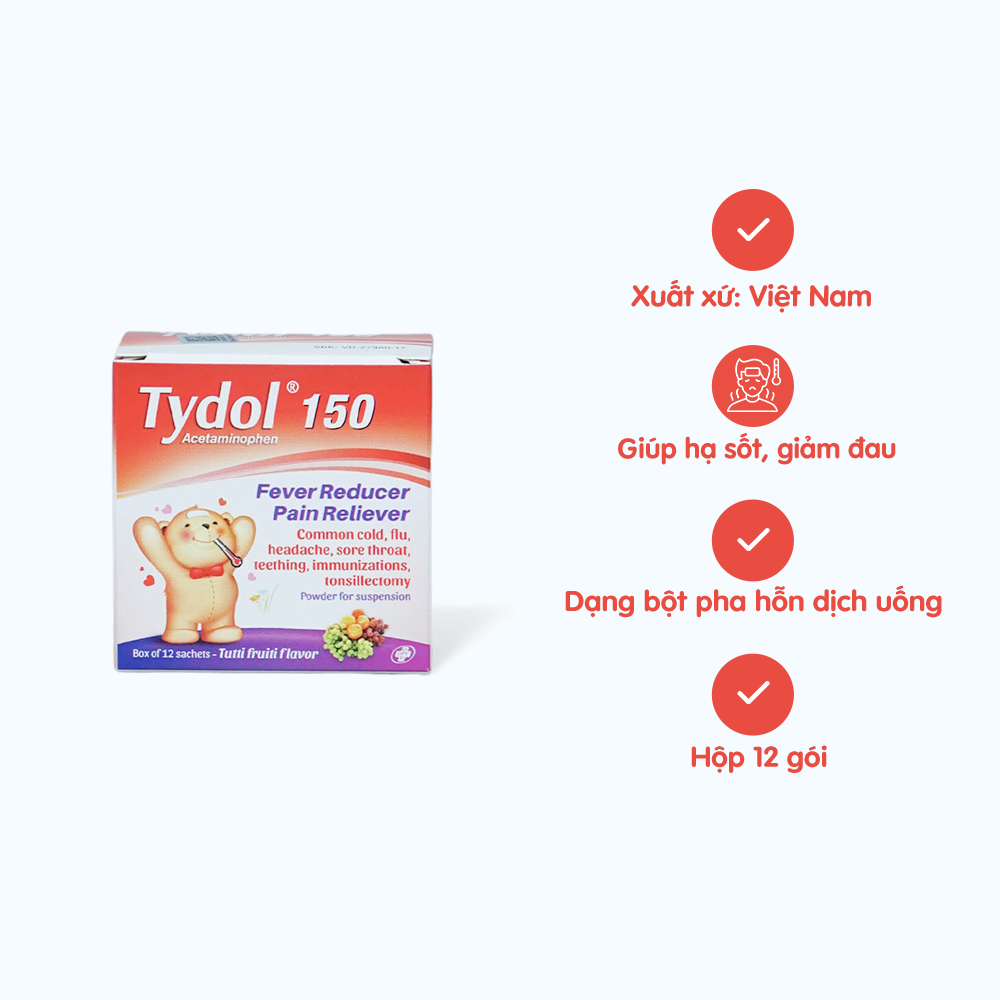 Tydol® 150
Acetaminophen
Fever Reducer
Pain Reliever
Common cold, flu,
headache, sore throat,
teething, immunizations,
tonsillectomy
Powder for suspension
Box of 12 sachets - Tutti fruiti flavor
Xuất xứ: Việt Nam
Giúp hạ sốt, giảm đau
Dạng bột pha hỗn dịch uống
Hộp 12 gói